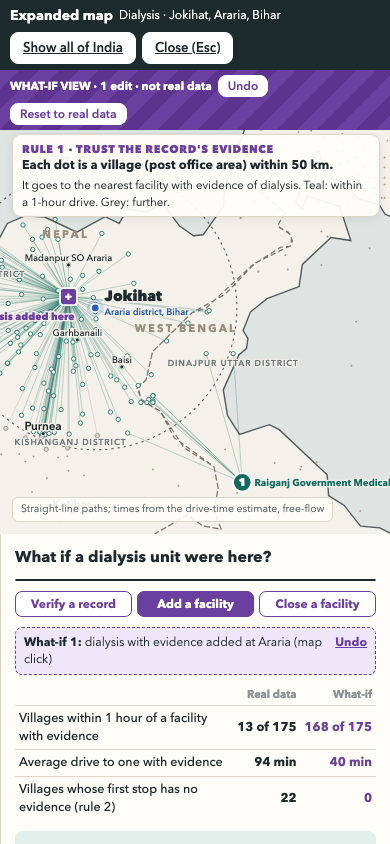 Expanded map Dialysis · Jokihat, Araria, Bihar
Show all of India
Close (Esc)
WHAT-IF VIEW · 1 edit · not real data
Undo
Reset to real data
RULE 1 · TRUST THE RECORD'S EVIDENCE
Each dot is a village (post office area) within 50 km.
It goes to the nearest facility with evidence of dialysis. Teal: within
a 1-hour drive. Grey: further.
NEPAL
Madanpur SO Araria
TRICT
Jokihat
Araria district, Bihar
sis added here
WEST BENGAL
Garhbanaili
Baisi
DINAJPUR UTTAR DISTRICT
Purnea
KISHANGANJ DISTRICT
1 Raiganj Government Medical
Straight-line paths; times from the drive-time estimate, free-flow
What if a dialysis unit were here?
Verify a record
Add a facility
Close a facility
What-if 1: dialysis with evidence added at Araria (map
click)
Undo
Real data What-if
Villages within 1 hour of a facility
with evidence
13 of 175 168 of 175
Average drive to one with evidence 94 min 40 min
Villages whose first stop has no
evidence (rule 2)
22 0